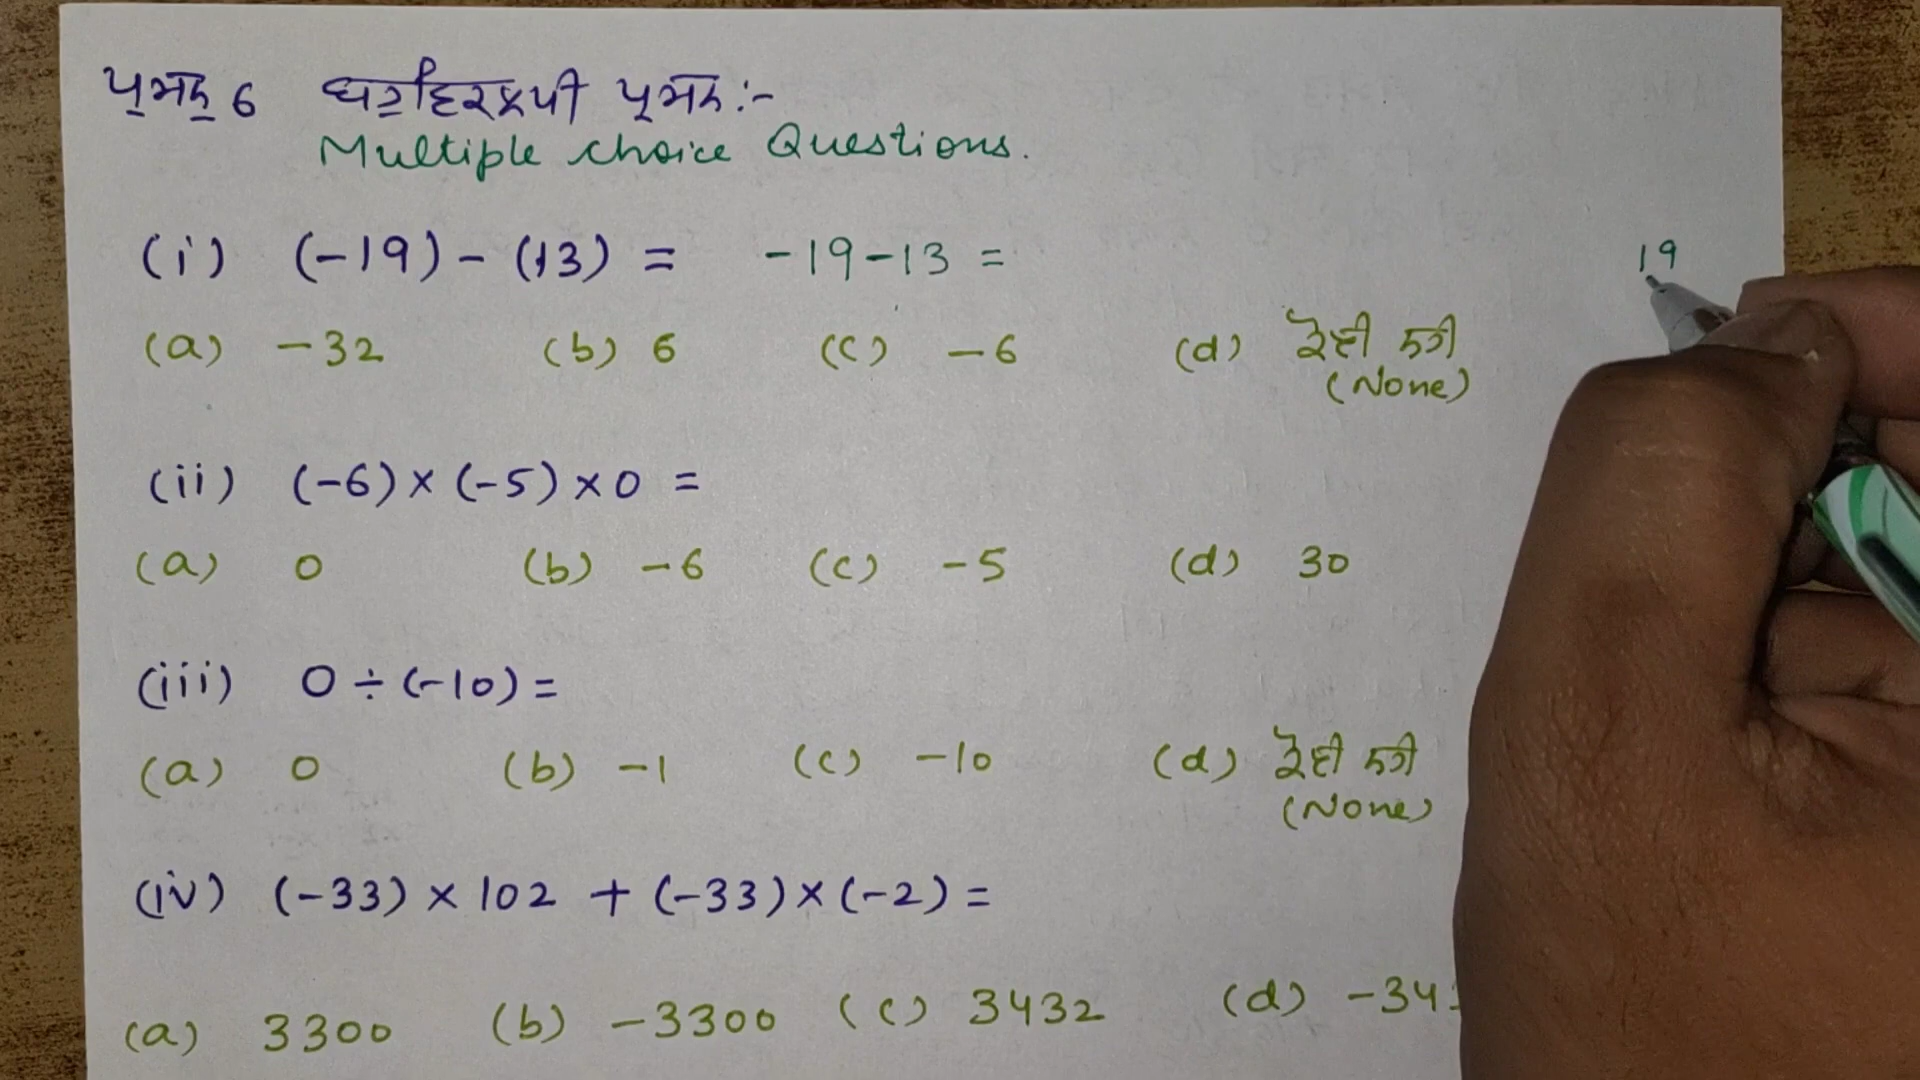 ਪ੍ਰਸ਼ਨ 6 ਬਹੁਵਿਕਲਪੀ ਪ੍ਰਸ਼ਨ :-
Multiple choice Questions.
(i) (-19) - (13) = -19-13 =
19
(a) -32 (b) 6 (c) -6 (d) ਕੋਈ ਨਹੀਂ
(None)
(ii) (-6) × (-5) × 0 =
(a) 0 (b) -6 (c) -5 (d) 30
(iii) 0 ÷ (-10) =
(a) 0 (b) -1 (c) -10 (d) ਕੋਈ ਨਹੀਂ
(None)
(iv) (-33) × 102 + (-33) × (-2) =
(a) 3300 (b) -3300 (c) 3432 (d)